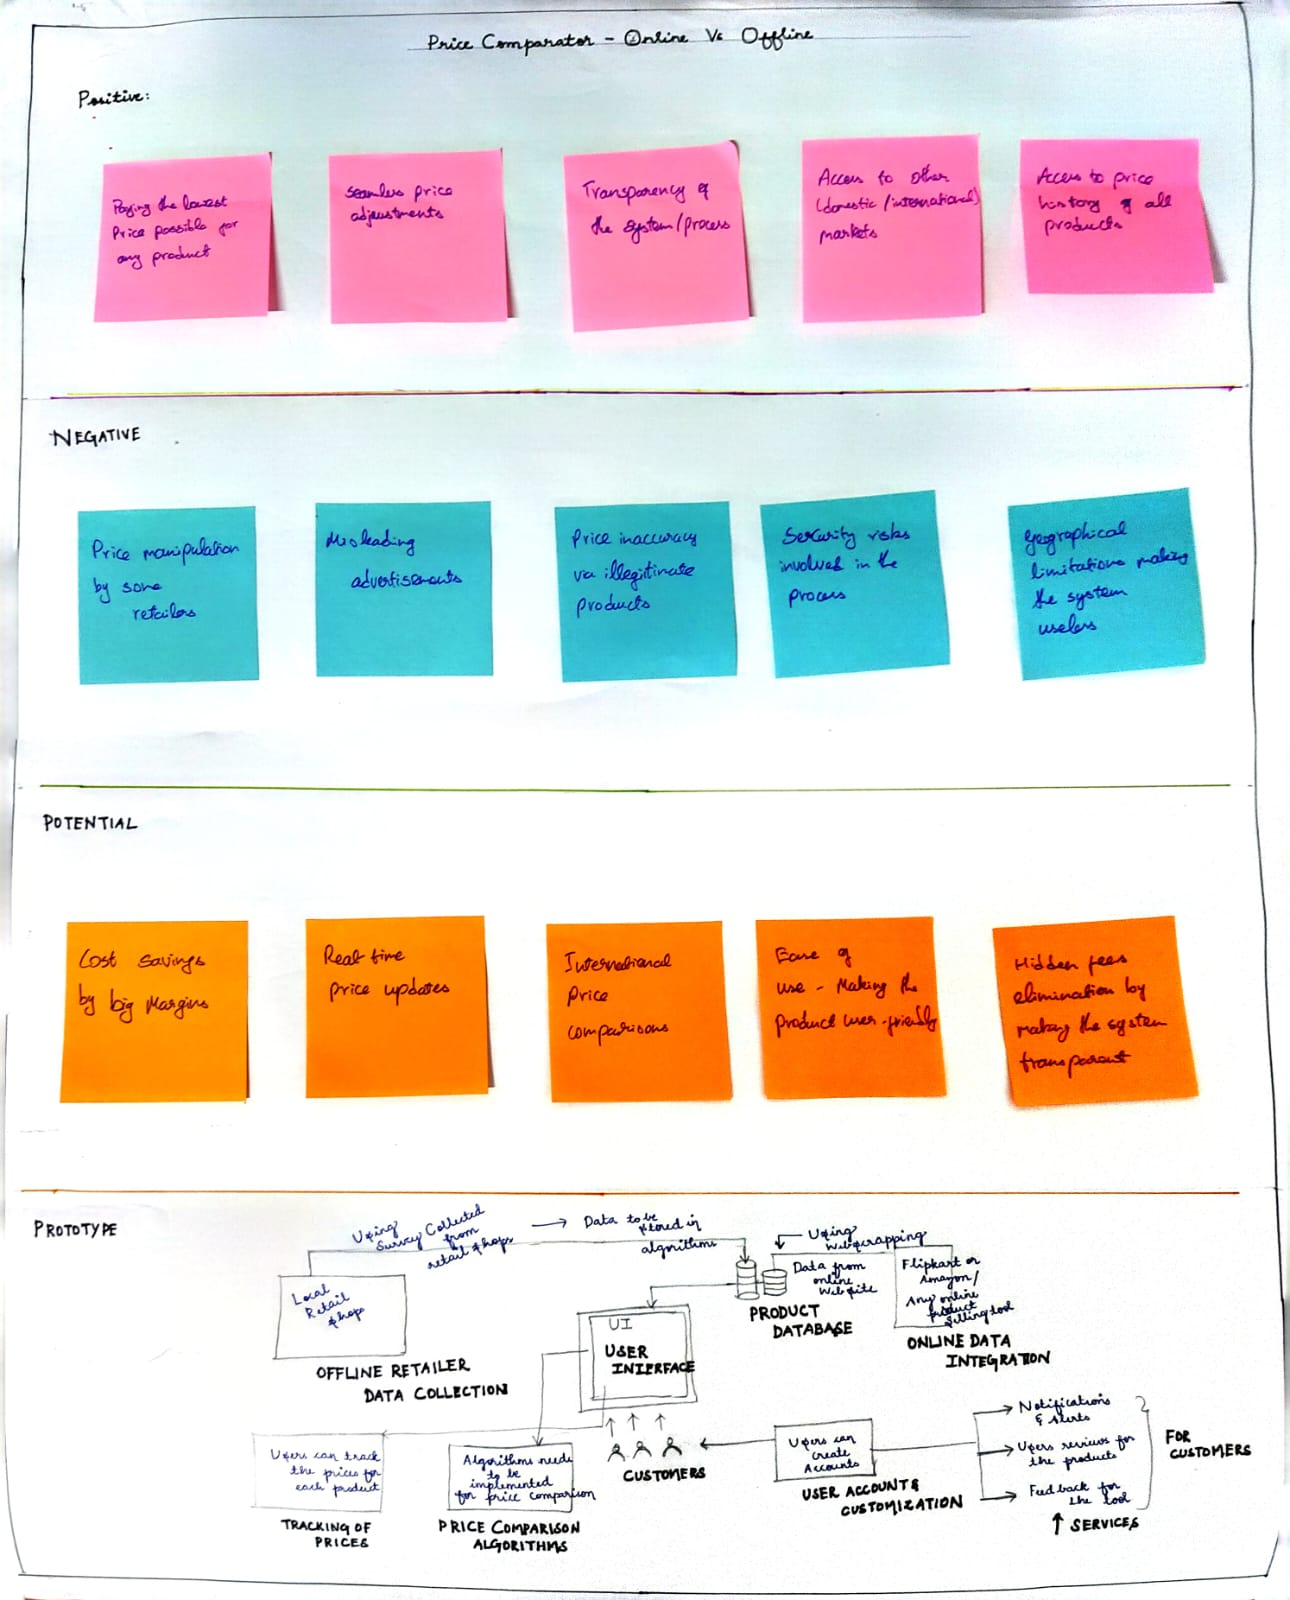 Price Comparator - Online Vs Offline
Positive:
Paying the lowest
Price possible for
any product
Seamless price
adjustments
Transparency of
the system/process
Access to other
(domestic/international)
markets
Access to price
history of all
products
NEGATIVE
Price manipulation
by some
retailers
Misleading
advertisements
Price inaccuracy
via illegitimate
products
Security risks
involved in the
process
Geographical
limitations making
the system
useless
POTENTIAL
Cost Savings
by big Margins
Real time
price updates
International
Price
comparisons
Ease of
use - Making the
Product user-friendly
Hidden fees
elimination by
making the system
transparent
PROTOTYPE
Using
Survey Collected
from
retail shops
Data to be
stored in
algorithms
Using
Webscrapping
Local
Retail
shops
OFFLINE RETAILER
DATA COLLECTION
Data from
online
Website
PRODUCT
DATABASE
Flipkart or
Amazon/
Any online
product
selling tool
ONLINE DATA
INTEGRATION
UI
USER
INTERFACE
CUSTOMERS
Users can track
the prices for
each product
TRACKING OF
PRICES
Algorithms needs
to be
implemented
for price comparison
PRICE COMPARISON
ALGORITHMS
Users can
create
Accounts
USER ACCOUNTS
CUSTOMIZATION
Notifications
& alerts
Users reviews for
the products
Feedback for
the tool
SERVICES
FOR
CUSTOMERS